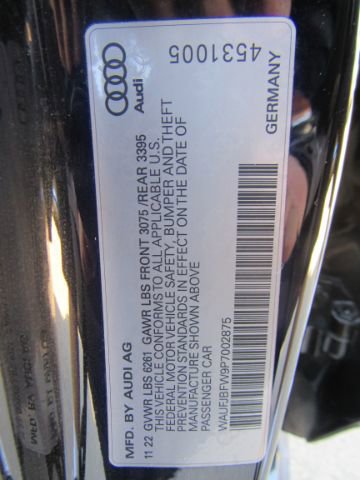 Audi
4531005
GERMANY
MFD. BY AUDI AG
11 22 GVWR LBS 6261 GAWR LBS FRONT 3075 /REAR 3395
THIS VEHICLE CONFORMS TO ALL APPLICABLE U.S.
FEDERAL MOTOR VEHICLE SAFETY, BUMPER AND THEFT
PREVENTION STANDARDS IN EFFECT ON THE DATE OF
MANUFACTURE SHOWN ABOVE
PASSENGER CAR
WAUFJBFW9P7002875